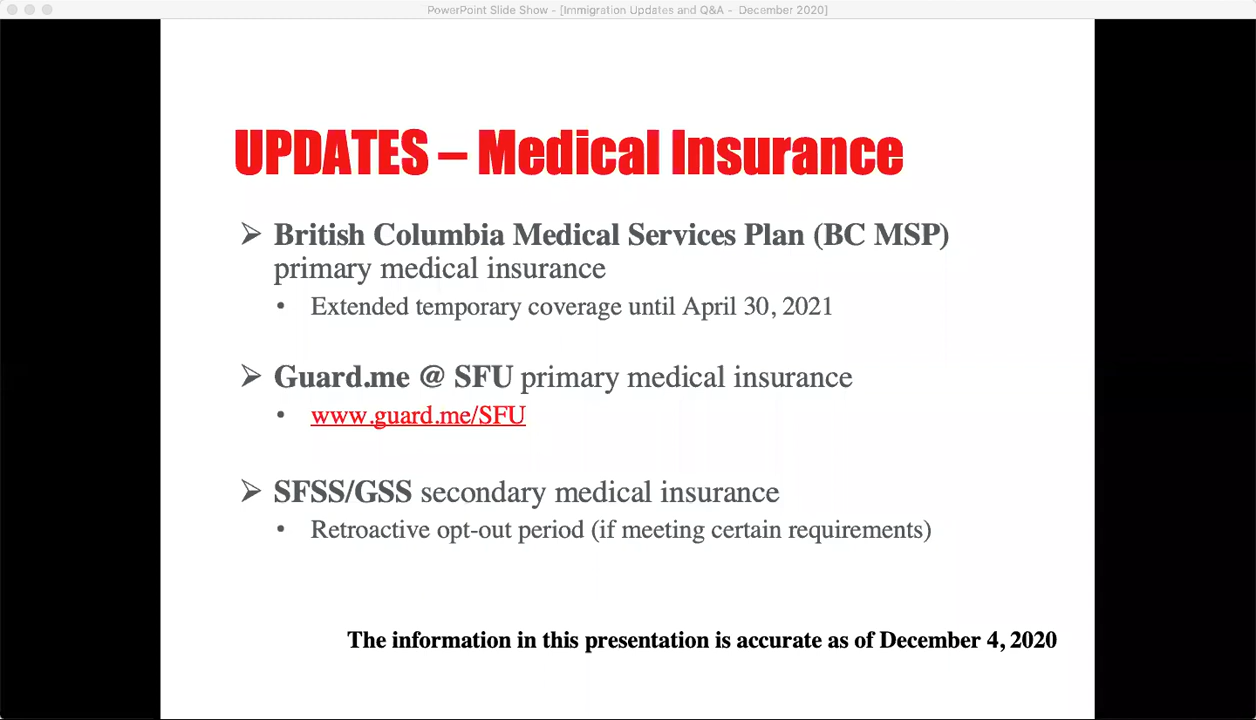 PowerPoint Slide Show - [Immigration Updates and Q&A - December 2020]
UPDATES – Medical Insurance
➢ British Columbia Medical Services Plan (BC MSP)
primary medical insurance
• Extended temporary coverage until April 30, 2021
➢ Guard.me @ SFU primary medical insurance
• www.guard.me/SFU
➢ SFSS/GSS secondary medical insurance
• Retroactive opt-out period (if meeting certain requirements)
The information in this presentation is accurate as of December 4, 2020